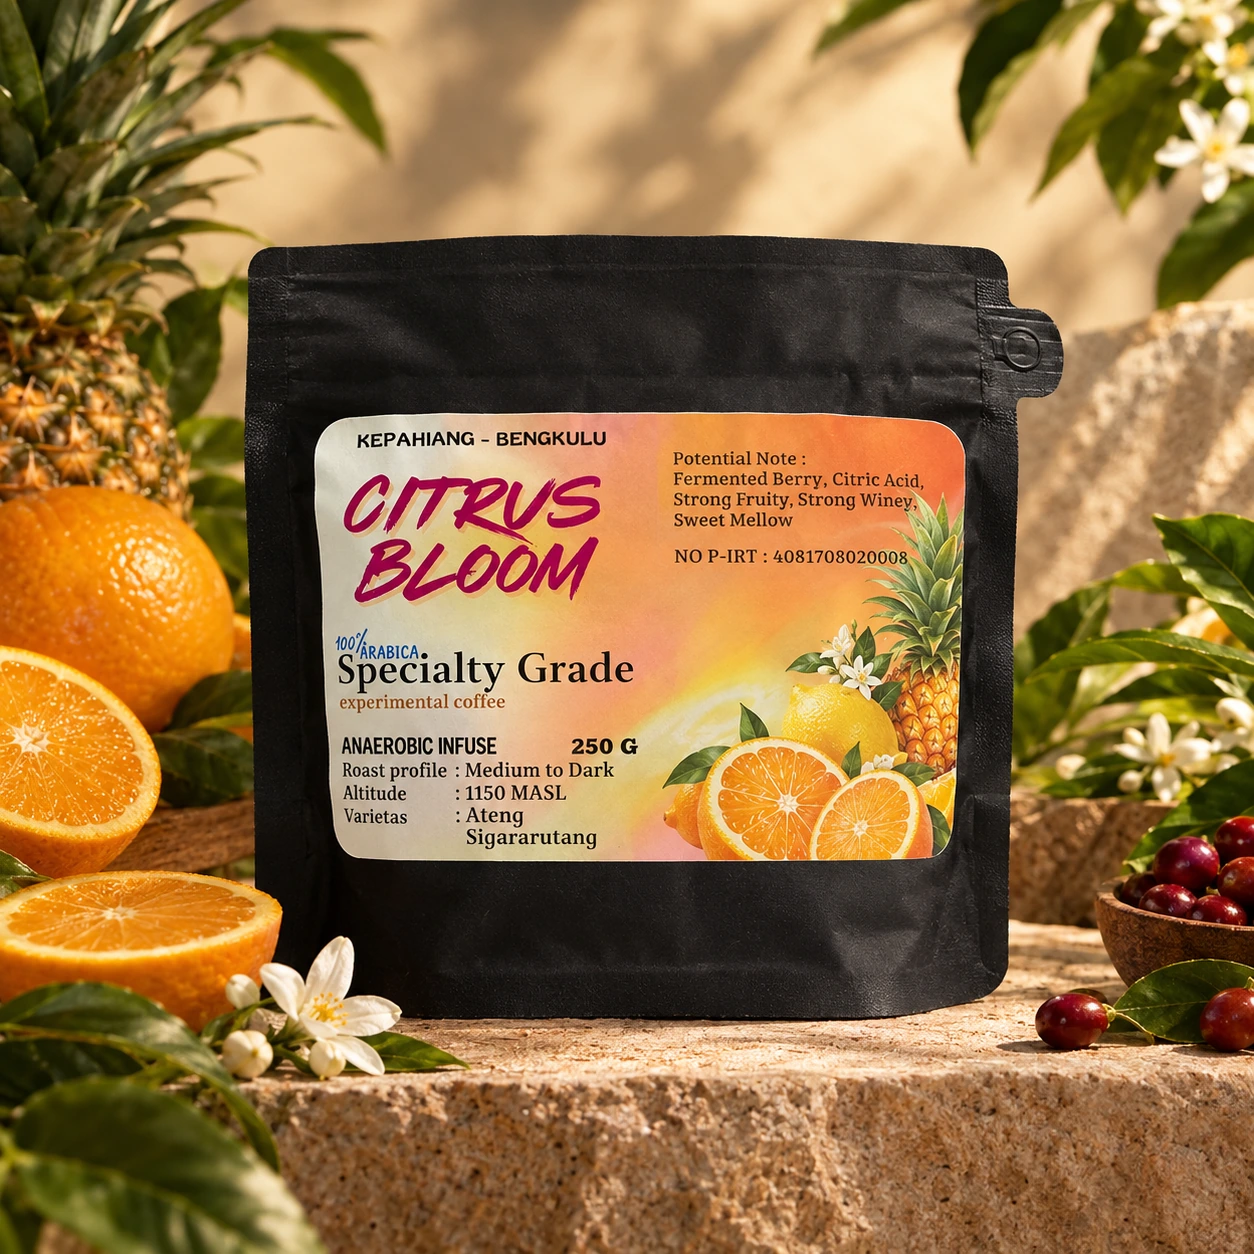 KEPAHIANG - BENGKULU
CITRUS
BLOOM
100% ARABICA
Specialty Grade
experimental coffee
ANAEROBIC INFUSE 250 G
Roast profile : Medium to Dark
Altitude : 1150 MASL
Varietas : Ateng
Sigararutang
Potential Note :
Fermented Berry, Citric Acid,
Strong Fruity, Strong Winey,
Sweet Mellow
NO P-IRT : 4081708020008